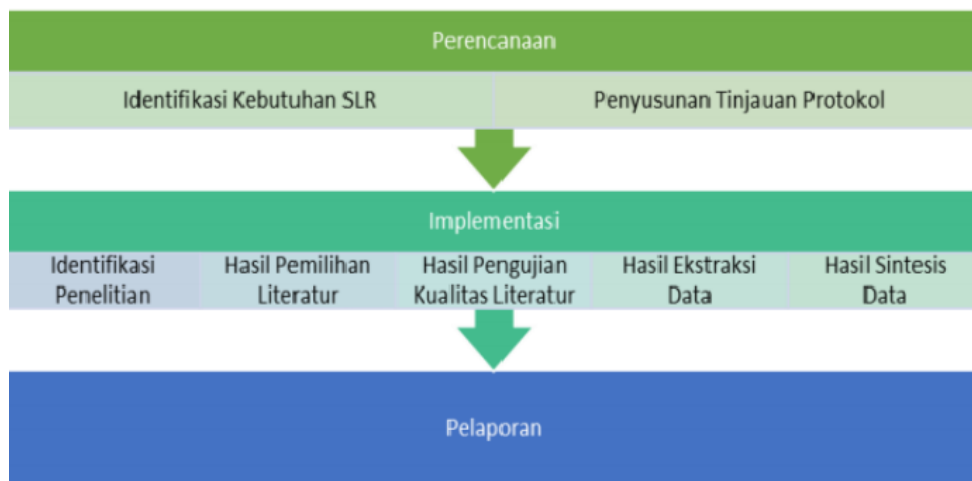 Perencanaan
Identifikasi Kebutuhan SLR
Penyusunan Tinjauan Protokol
Implementasi
Identifikasi
Penelitian
Hasil Pemilihan
Literatur
Hasil Pengujian
Kualitas Literatur
Hasil Ekstraksi
Data
Hasil Sintesis
Data
Pelaporan